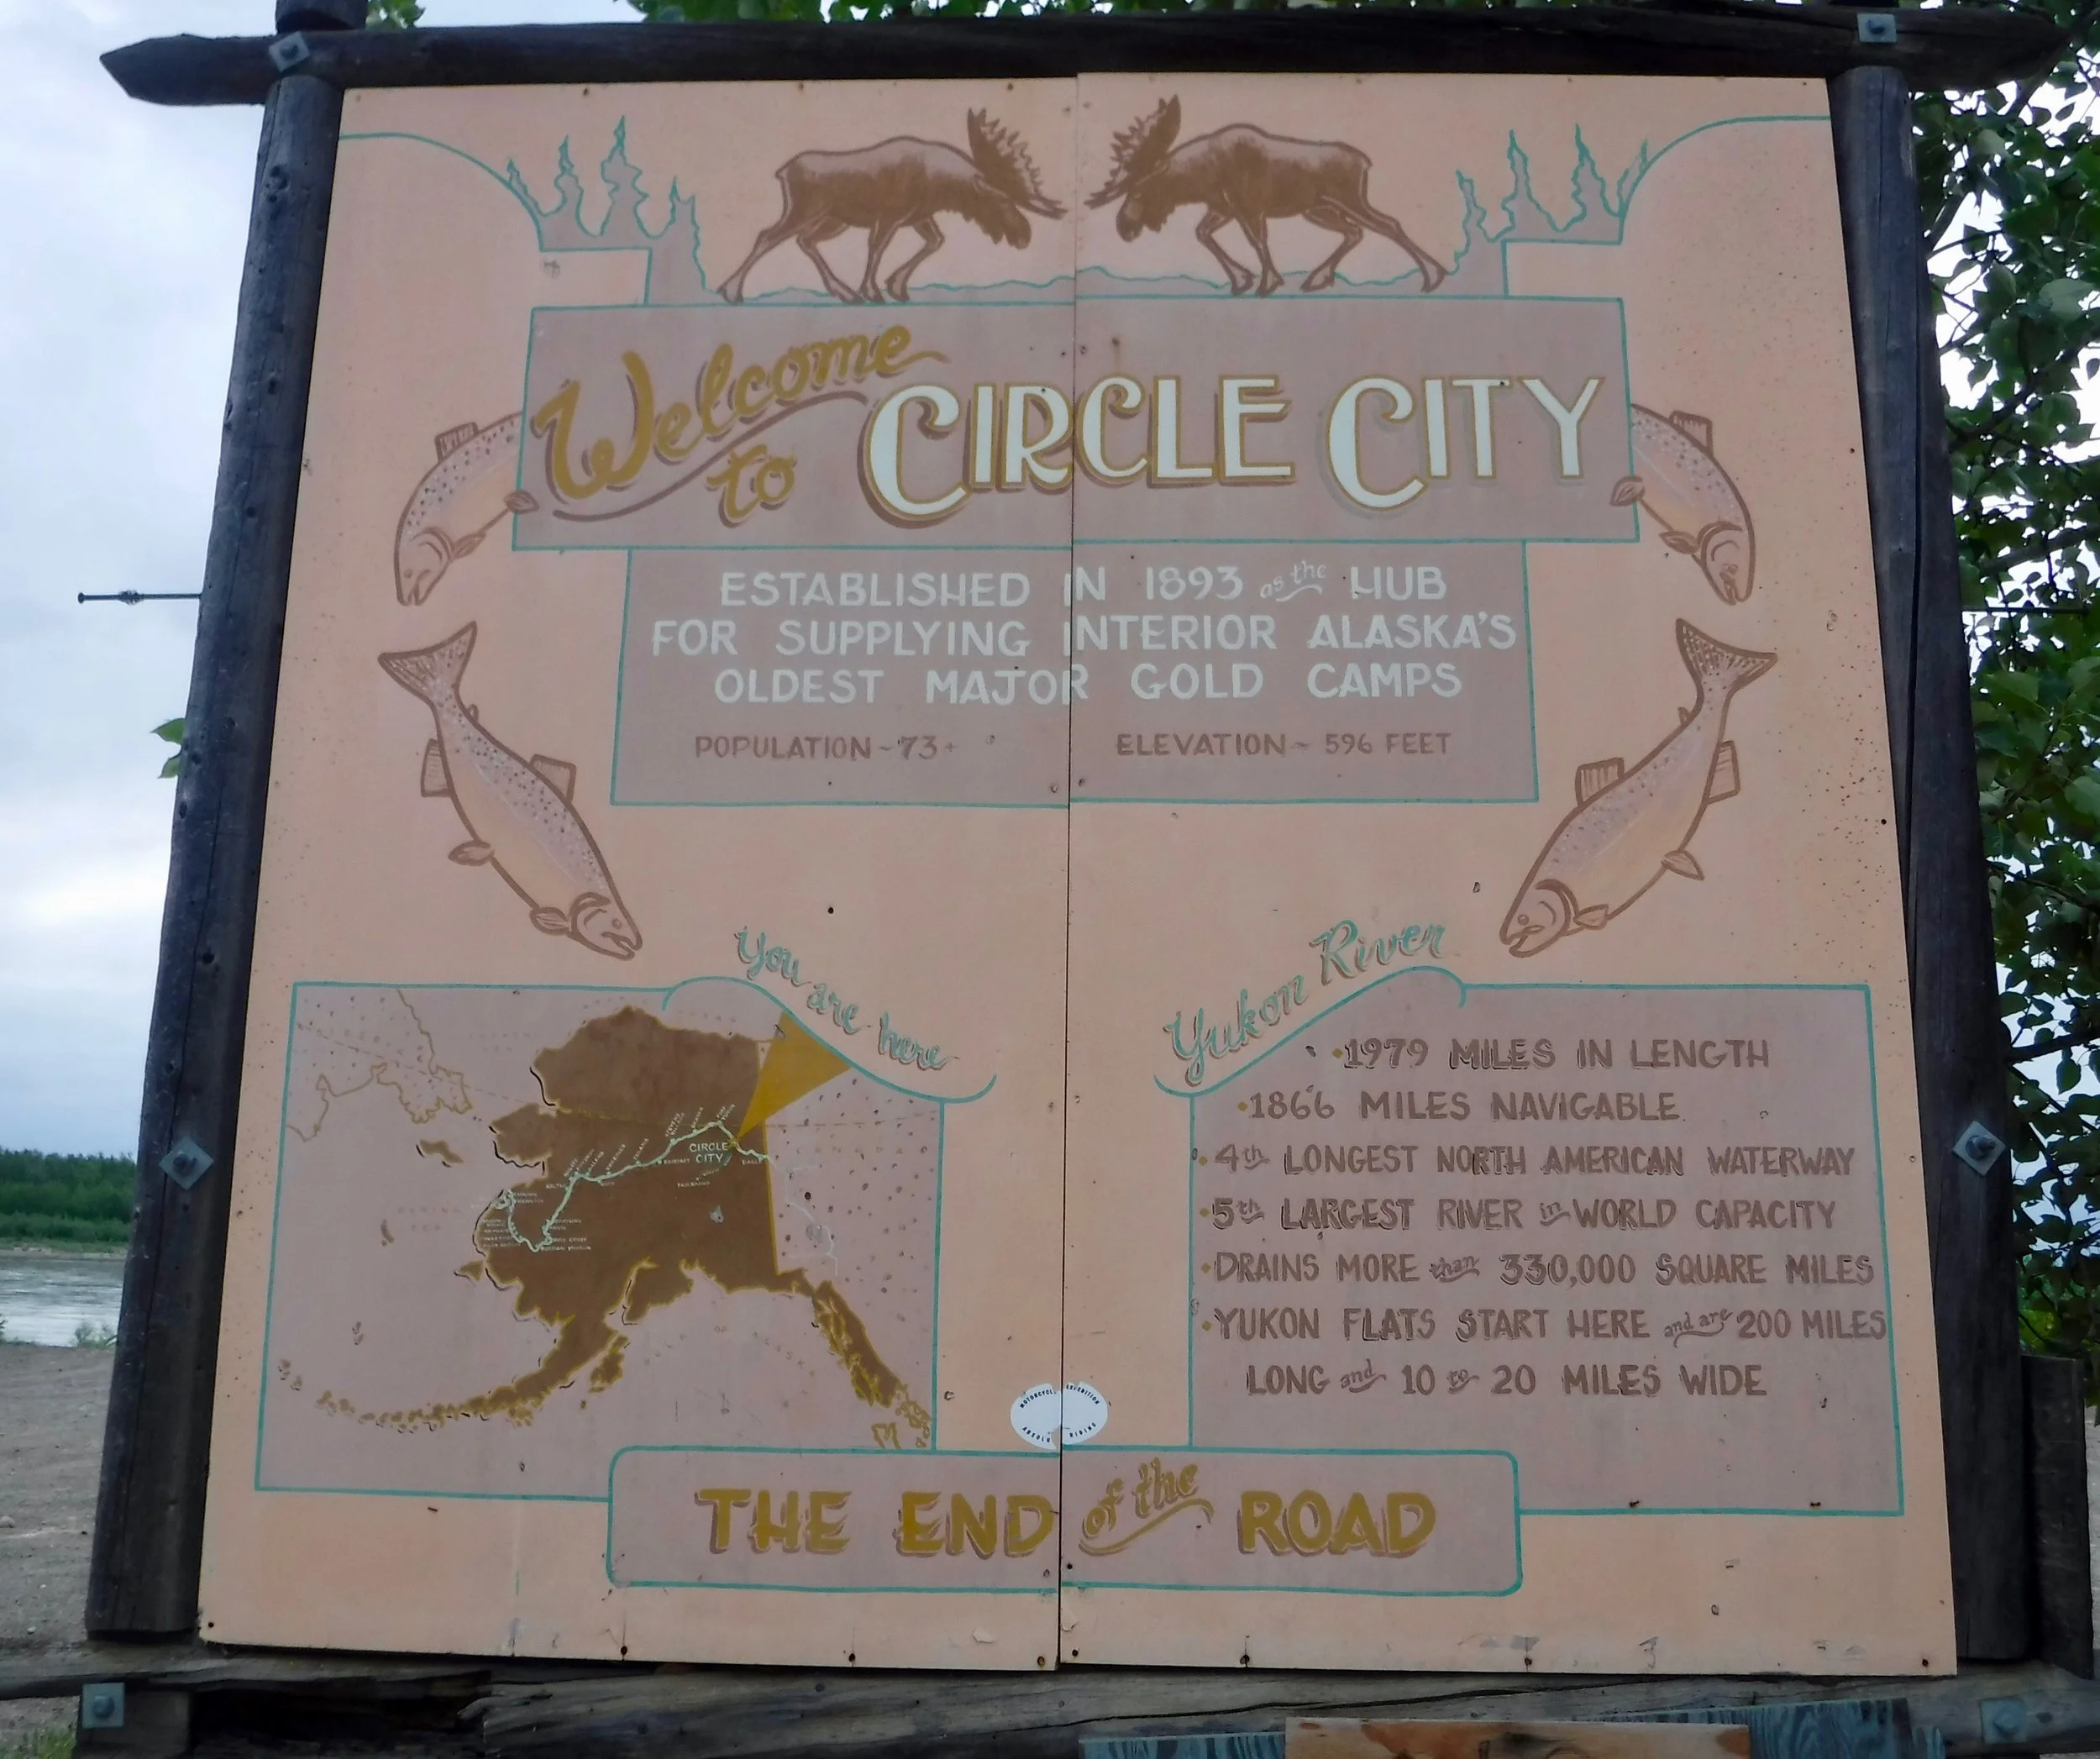 Welcome
to CIRCLE CITY
ESTABLISHED IN 1893 as the HUB
FOR SUPPLYING INTERIOR ALASKA'S
OLDEST MAJOR GOLD CAMPS
POPULATION ~ 73+
ELEVATION ~ 596 FEET
You are here
CIRCLE
CITY
Yukon River
• 1979 MILES IN LENGTH
• 1866 MILES NAVIGABLE
• 4th LONGEST NORTH AMERICAN WATERWAY
• 5th LARGEST RIVER in WORLD CAPACITY
• DRAINS MORE than 330,000 SQUARE MILES
• YUKON FLATS START HERE and are 200 MILES
LONG and 10 to 20 MILES WIDE
THE END of the ROAD